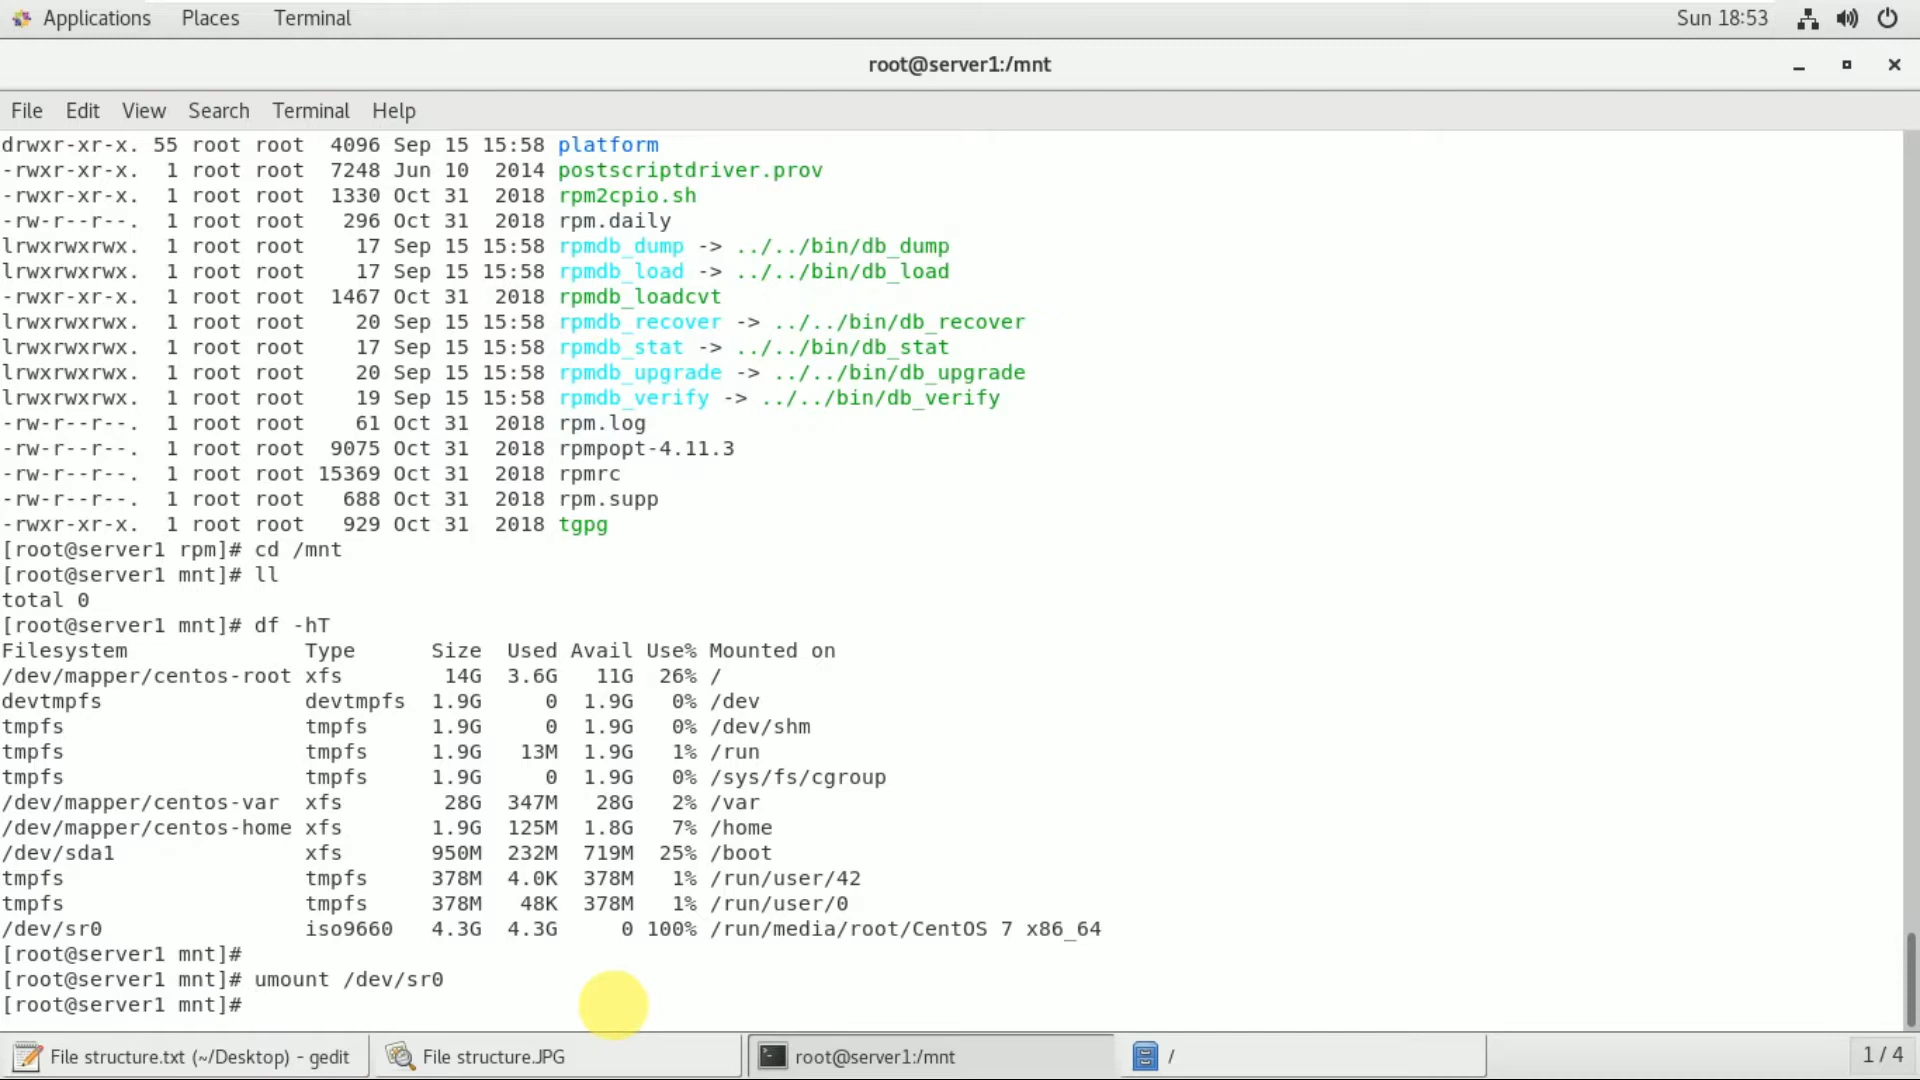 Applications Places Terminal Sun 18:53
root@server1:/mnt
File Edit View Search Terminal Help
drwxr-xr-x. 55 root root  4096 Sep 15 15:58 platform
-rwxr-xr-x.  1 root root  7248 Jun 10  2014 postscriptdriver.prov
-rwxr-xr-x.  1 root root  1330 Oct 31  2018 rpm2cpio.sh
-rw-r--r--.  1 root root   296 Oct 31  2018 rpm.daily
lrwxrwxrwx.  1 root root    17 Sep 15 15:58 rpmdb_dump -> ../../bin/db_dump
lrwxrwxrwx.  1 root root    17 Sep 15 15:58 rpmdb_load -> ../../bin/db_load
-rwxr-xr-x.  1 root root  1467 Oct 31  2018 rpmdb_loadcvt
lrwxrwxrwx.  1 root root    20 Sep 15 15:58 rpmdb_recover -> ../../bin/db_recover
lrwxrwxrwx.  1 root root    17 Sep 15 15:58 rpmdb_stat -> ../../bin/db_stat
lrwxrwxrwx.  1 root root    20 Sep 15 15:58 rpmdb_upgrade -> ../../bin/db_upgrade
lrwxrwxrwx.  1 root root    19 Sep 15 15:58 rpmdb_verify -> ../../bin/db_verify
-rw-r--r--.  1 root root    61 Oct 31  2018 rpm.log
-rw-r--r--.  1 root root  9075 Oct 31  2018 rpmpopt-4.11.3
-rw-r--r--.  1 root root 15369 Oct 31  2018 rpmrc
-rw-r--r--.  1 root root   688 Oct 31  2018 rpm.supp
-rwxr-xr-x.  1 root root   929 Oct 31  2018 tgpg
[root@server1 rpm]# cd /mnt
[root@server1 mnt]# ll
total 0
[root@server1 mnt]# df -hT
Filesystem              Type      Size  Used Avail Use% Mounted on
/dev/mapper/centos-root xfs        14G  3.6G   11G  26% /
devtmpfs                devtmpfs  1.9G     0  1.9G   0% /dev
tmpfs                   tmpfs     1.9G     0  1.9G   0% /dev/shm
tmpfs                   tmpfs     1.9G   13M  1.9G   1% /run
tmpfs                   tmpfs     1.9G     0  1.9G   0% /sys/fs/cgroup
/dev/mapper/centos-var  xfs        28G  347M   28G   2% /var
/dev/mapper/centos-home xfs       1.9G  125M  1.8G   7% /home
/dev/sda1               xfs       950M  232M  719M  25% /boot
tmpfs                   tmpfs     378M  4.0K  378M   1% /run/user/42
tmpfs                   tmpfs     378M   48K  378M   1% /run/user/0
/dev/sr0                iso9660   4.3G  4.3G     0 100% /run/media/root/CentOS 7 x86_64
[root@server1 mnt]#
[root@server1 mnt]# umount /dev/sr0
[root@server1 mnt]#
File structure.txt (~/Desktop) - gedit File structure.JPG root@server1:/mnt / 1 / 4